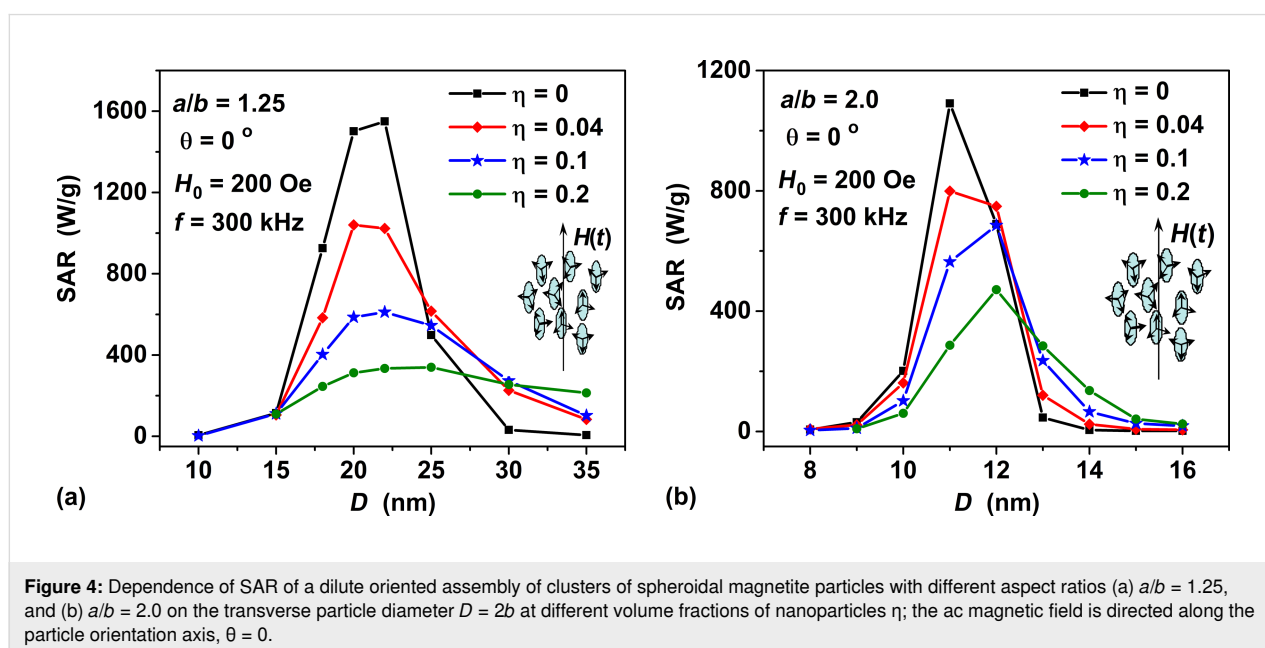 1600
1200
800
400
0
SAR (W/g)
a/b = 1.25
θ = 0 °
H₀ = 200 Oe
f = 300 kHz
η = 0
η = 0.04
η = 0.1
η = 0.2
H(t)
10 15 20 25 30 35
(a) D (nm)
1200
800
400
0
SAR (W/g)
a/b = 2.0
θ = 0 °
H₀ = 200 Oe
f = 300 kHz
η = 0
η = 0.04
η = 0.1
η = 0.2
H(t)
8 10 12 14 16
(b) D (nm)
Figure 4: Dependence of SAR of a dilute oriented assembly of clusters of spheroidal magnetite particles with different aspect ratios (a) a/b = 1.25,
and (b) a/b = 2.0 on the transverse particle diameter D = 2b at different volume fractions of nanoparticles η; the ac magnetic field is directed along the
particle orientation axis, θ = 0.